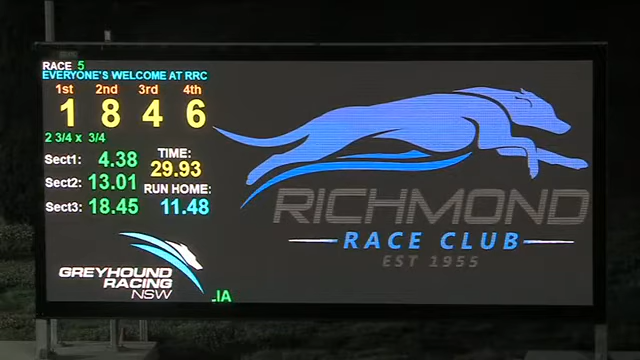 RACE 5
EVERYONE'S WELCOME AT RRC
1st 2nd 3rd 4th
1 8 4 6
2 3/4 x 3/4
Sect1: 4.38
Sect2: 13.01
Sect3: 18.45
TIME:
29.93
RUN HOME:
11.48
GREYHOUND
RACING
NSW
.IA
RICHMOND
RACE CLUB
EST 1955